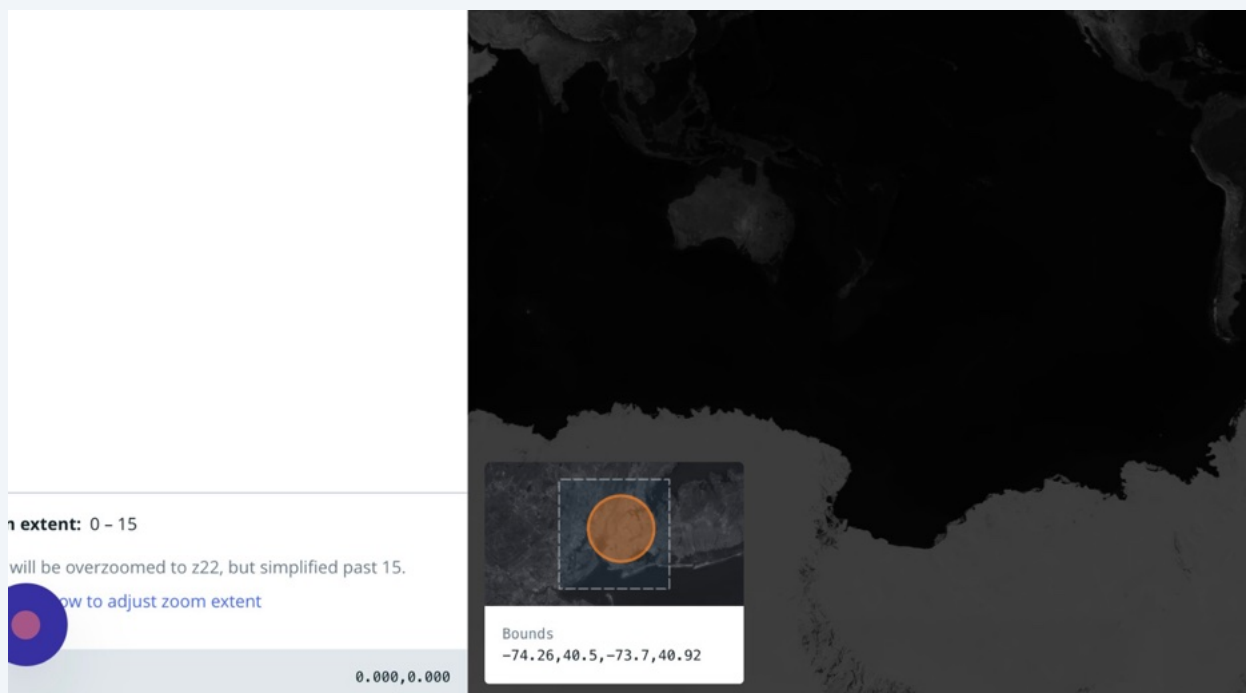 extent: 0 – 15
will be overzoomed to z22, but simplified past 15.
to adjust zoom extent
0.000,0.000
Bounds
-74.26,40.5,-73.7,40.92